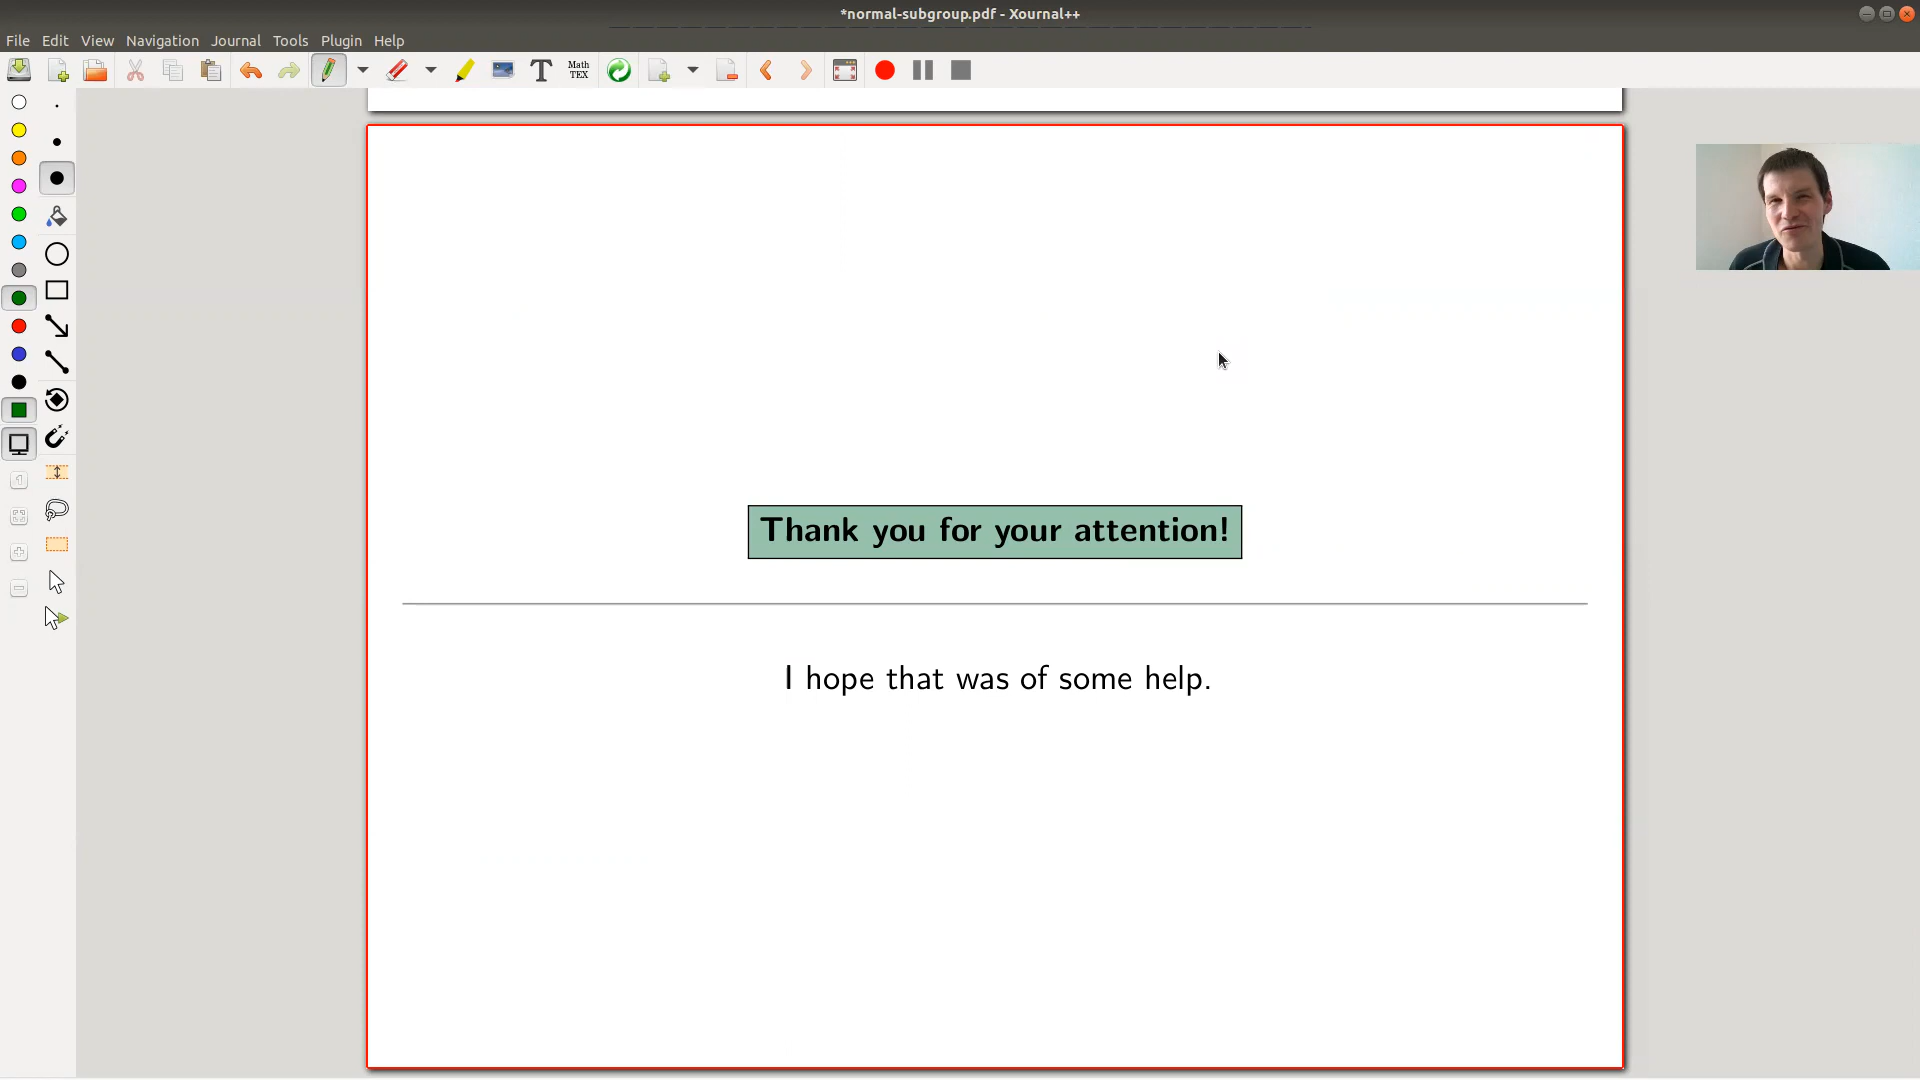 *normal-subgroup.pdf - Xournal++
File Edit View Navigation Journal Tools Plugin Help
Math
TEX
Thank you for your attention!
I hope that was of some help.